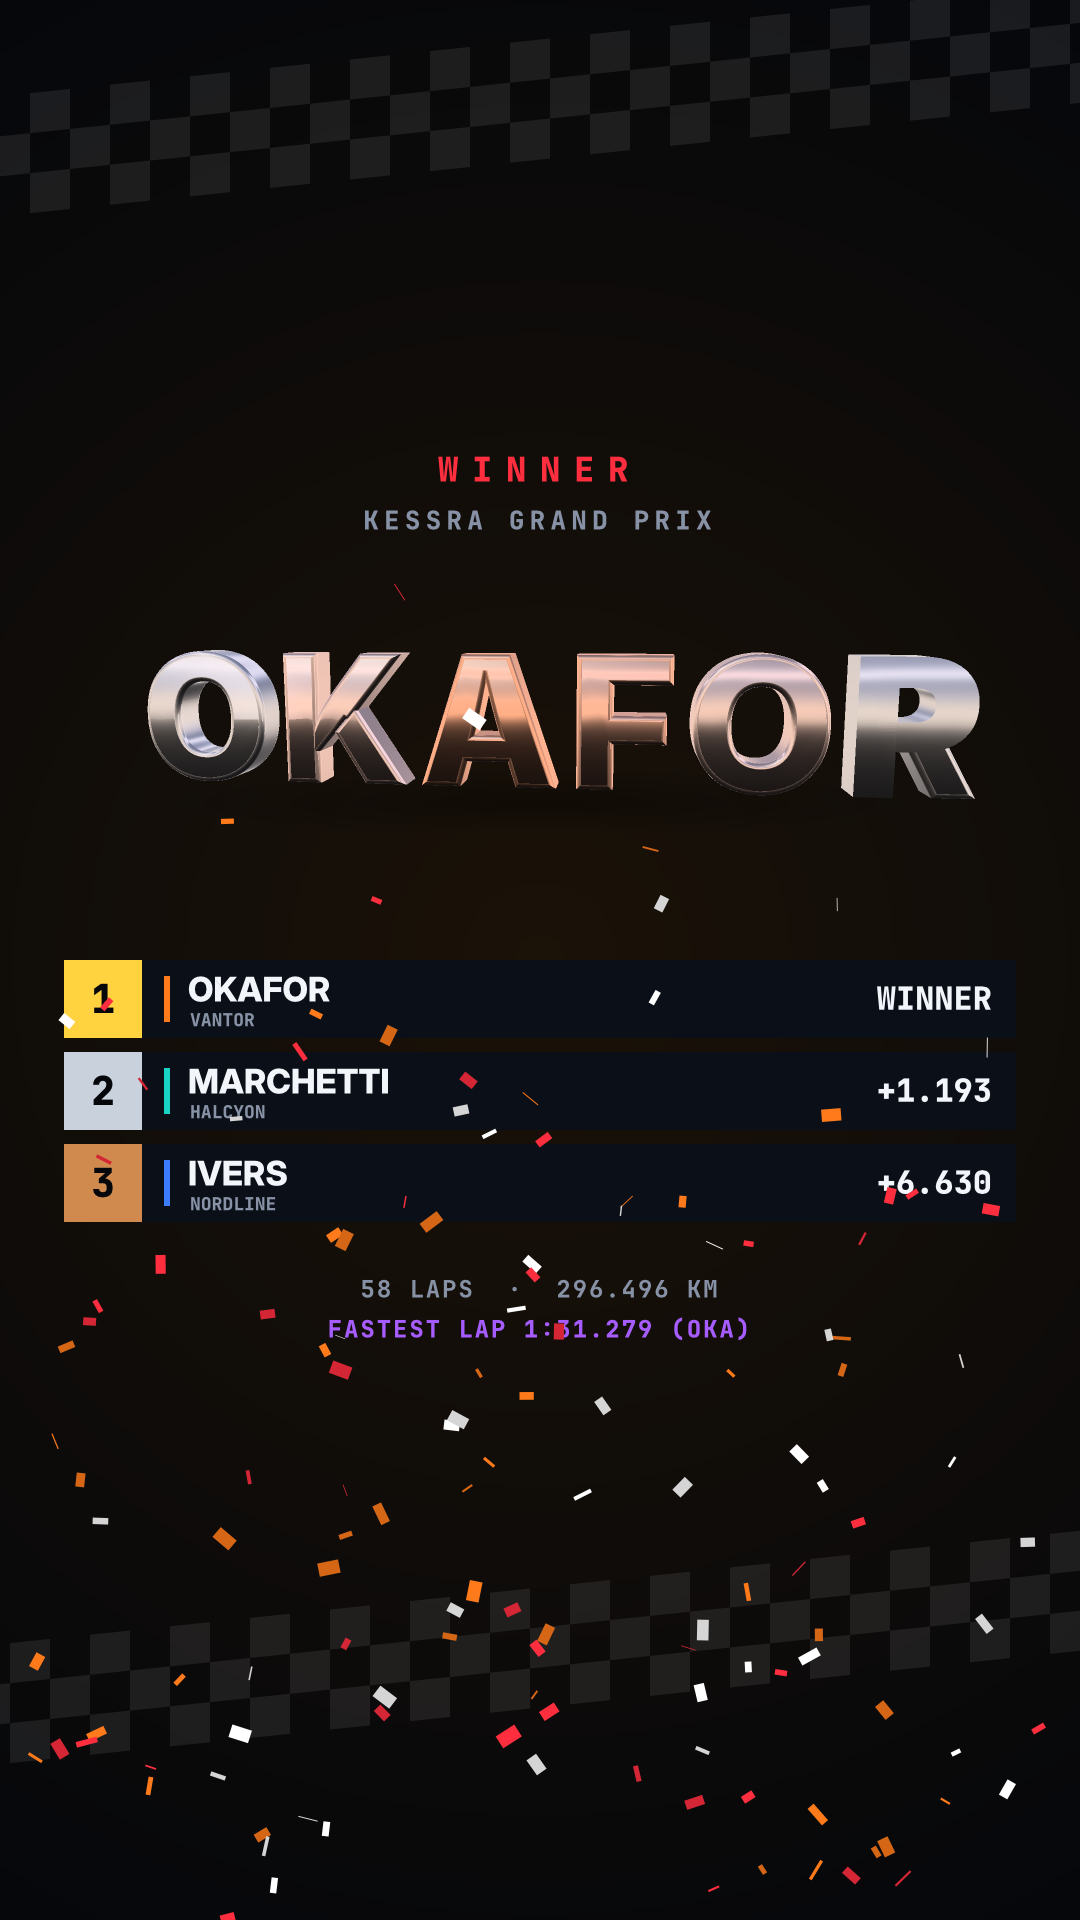 WINNER
KESSRA GRAND PRIX
OKAFOR
1 OKAFOR WINNER
VANTOR
2 MARCHETTI +1.193
HALCYON
3 IVERS +6.630
NORDLINE
58 LAPS · 296.496 KM
FASTEST LAP 1:31.279 (OKA)